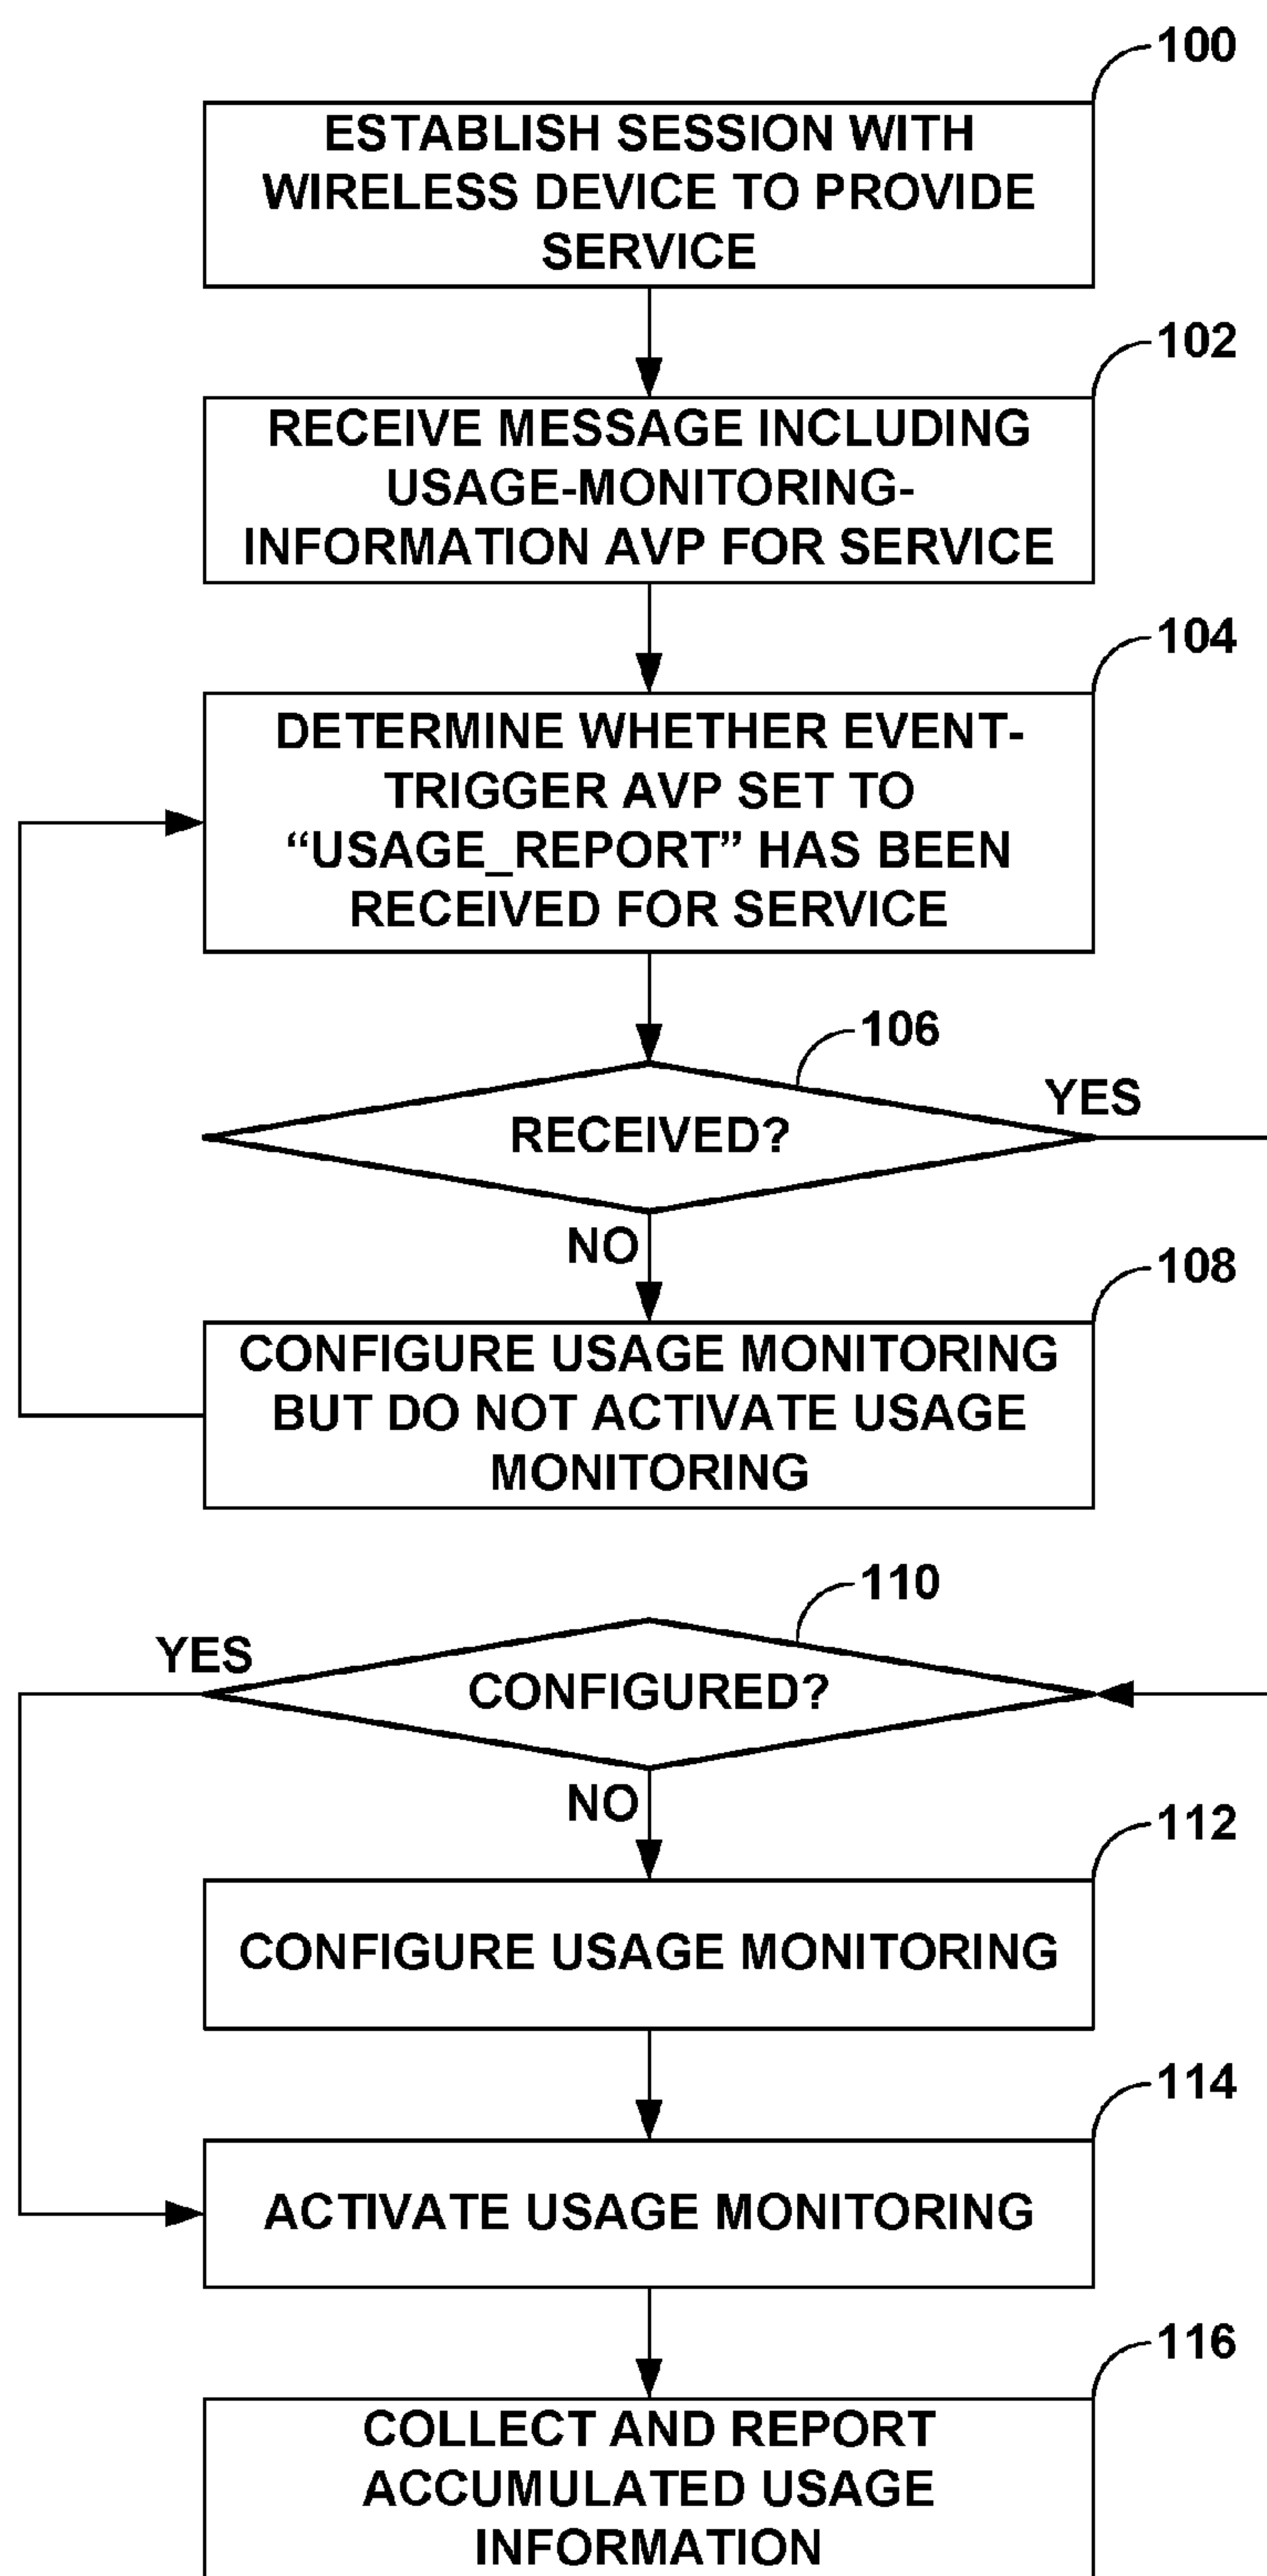 100
ESTABLISH SESSION WITH
WIRELESS DEVICE TO PROVIDE
SERVICE
102
RECEIVE MESSAGE INCLUDING
USAGE-MONITORING-
INFORMATION AVP FOR SERVICE
104
DETERMINE WHETHER EVENT-
TRIGGER AVP SET TO
“USAGE_REPORT” HAS BEEN
RECEIVED FOR SERVICE
106
YES
RECEIVED?
NO
108
CONFIGURE USAGE MONITORING
BUT DO NOT ACTIVATE USAGE
MONITORING
110
YES
CONFIGURED?
NO
112
CONFIGURE USAGE MONITORING
114
ACTIVATE USAGE MONITORING
116
COLLECT AND REPORT
ACCUMULATED USAGE
INFORMATION